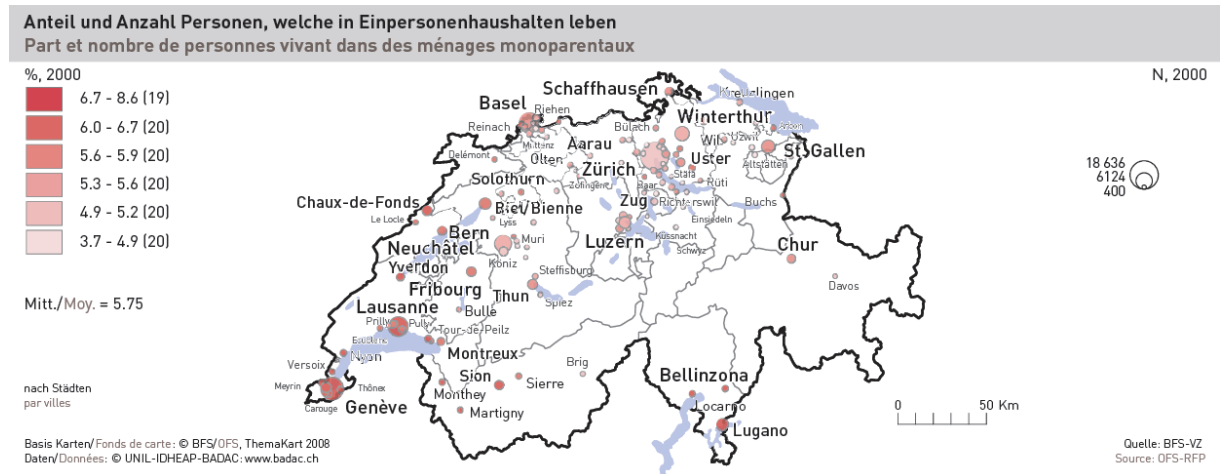 Anteil und Anzahl Personen, welche in Einpersonenhaushalten leben
Part et nombre de personnes vivant dans des ménages monoparentaux
%, 2000
N, 2000
6.7 - 8.6 (19)
6.0 - 6.7 (20)
5.6 - 5.9 (20)
5.3 - 5.6 (20)
4.9 - 5.2 (20)
3.7 - 4.9 (20)
Mitt./Moy. = 5.75
18 636
6124
400
Schaffhausen
Kreuzlingen
Basel
Riehen
Reinach
Muttenz
Bülach
Winterthur
Arbon
Aarau
Wil
Uzwil
St. Gallen
Delémont
Olten
Uster
Altstätten
Zürich
Stäfa
Solothurn
Zofingen
Baar
Rüti
Chaux-de-Fonds
Biel/Bienne
Zug
Richterswil
Buchs
Le Locle
Lyss
Einsiedeln
Bern
Muri
Luzern
Küssnacht
Neuchâtel
Schwyz
Chur
Köniz
Yverdon
Steffisburg
Davos
Fribourg
Thun
Spiez
Lausanne
Bulle
Prilly
Pully
Tour-de-Peilz
Ecublens
Nyon
Montreux
Versoix
Brig
Sion
Sierre
Bellinzona
Meyrin
Thônex
Monthey
Carouge
Genève
Martigny
Locarno
Lugano
nach Städten
par villes
0
50 Km
Basis Karten/Fonds de carte: © BFS/OFS, ThemaKart 2008
Daten/Données: © UNIL-IDHEAP-BADAC: www.badac.ch
Quelle: BFS-VZ
Source: OFS-RFP